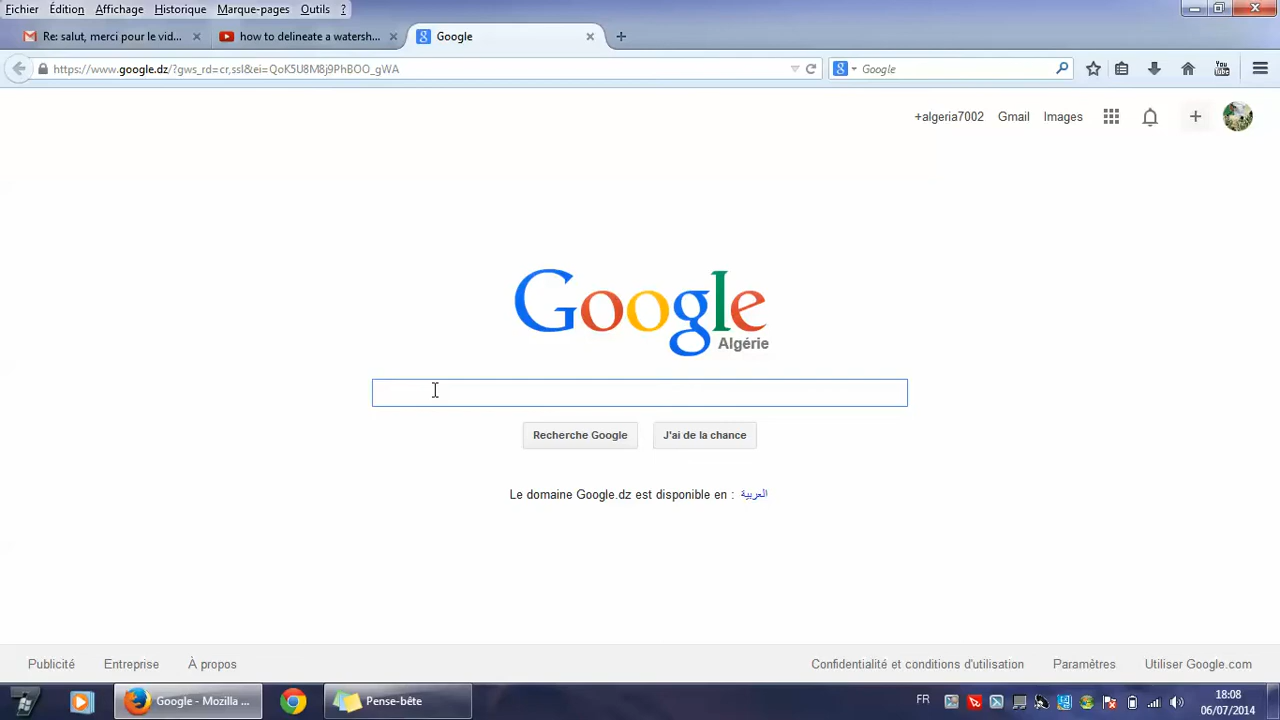 Fichier Édition Affichage Historique Marque-pages Outils ?
Re: salut, merci pour le vid... how to delineate a watersh... Google
https://www.google.dz/?gws_rd=cr,ssl&ei=QoK5U8M8j9PhBOO_gWA Google You Tube
+algeria7002 Gmail Images
Google
Algérie
Recherche Google J'ai de la chance
Le domaine Google.dz est disponible en : العربية
Publicité Entreprise À propos Confidentialité et conditions d'utilisation Paramètres Utiliser Google.com
Google - Mozilla ... Pense-bête FR 18:08
06/07/2014